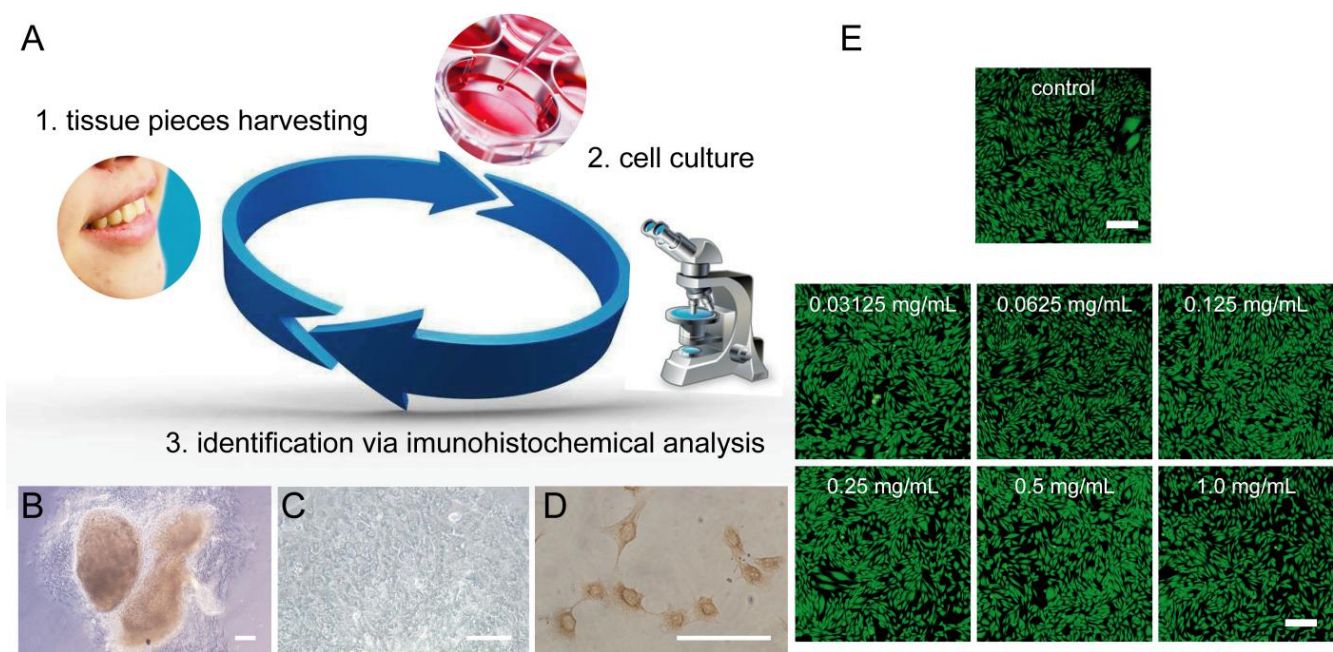 A
E
1. tissue pieces harvesting
2. cell culture
3. identification via imunohistochemical analysis
B
C
D
control
0.03125 mg/mL
0.0625 mg/mL
0.125 mg/mL
0.25 mg/mL
0.5 mg/mL
1.0 mg/mL